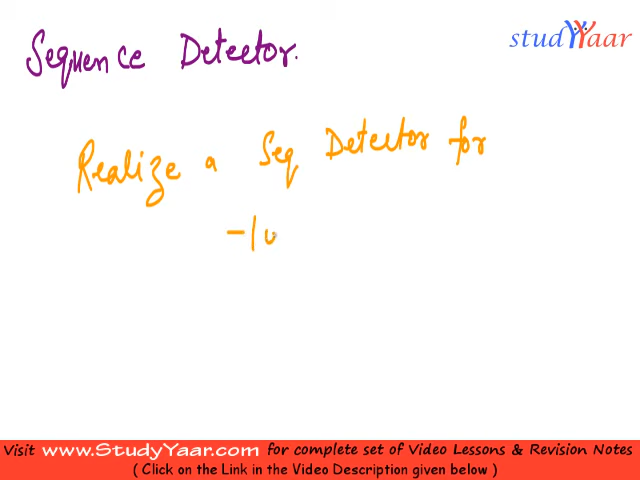 Sequence Detector.
studYYaar
Realize a Seq Detector for
-10
Visit www.StudyYaar.com for complete set of Video Lessons & Revision Notes
( Click on the Link in the Video Description given below )